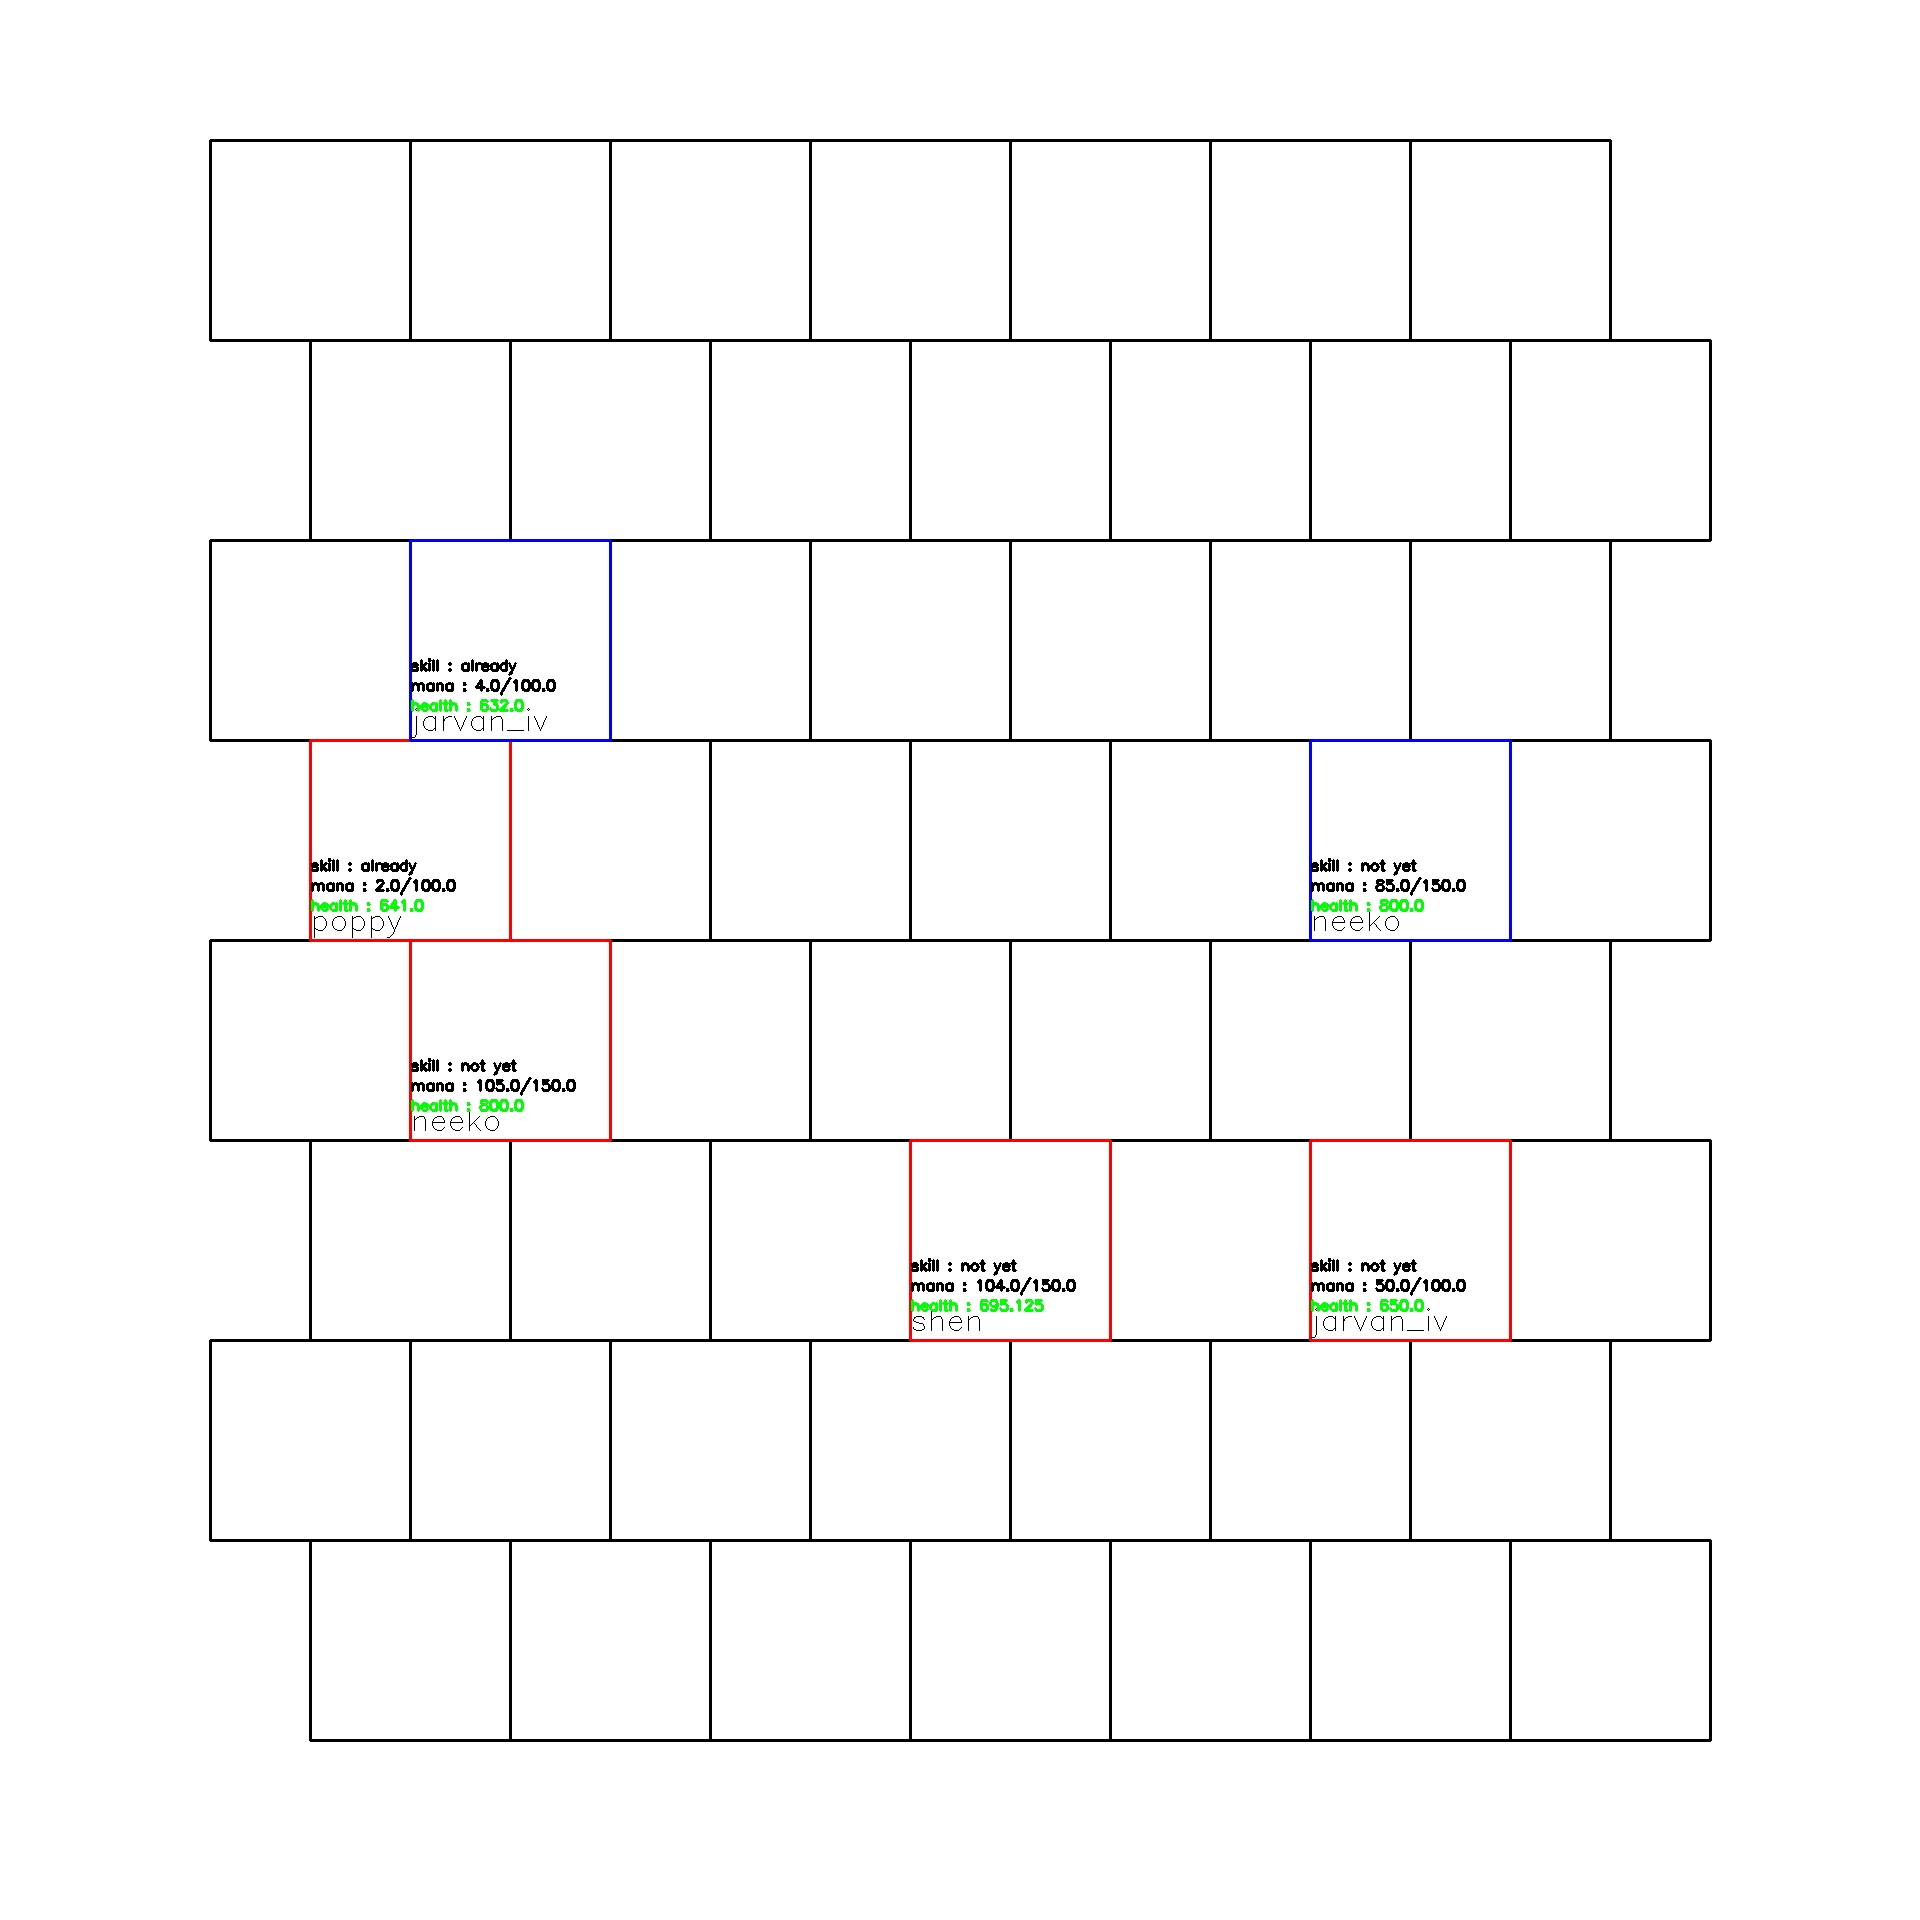 skill : already
mana : 4.0/100.0
health : 632.0
jarvan_iv
skill : already
mana : 2.0/100.0
health : 641.0
poppy
skill : not yet
mana : 85.0/150.0
health : 800.0
neeko
skill : not yet
mana : 105.0/150.0
health : 800.0
neeko
skill : not yet
mana : 104.0/150.0
health : 695.125
shen
skill : not yet
mana : 50.0/100.0
health : 650.0
jarvan_iv